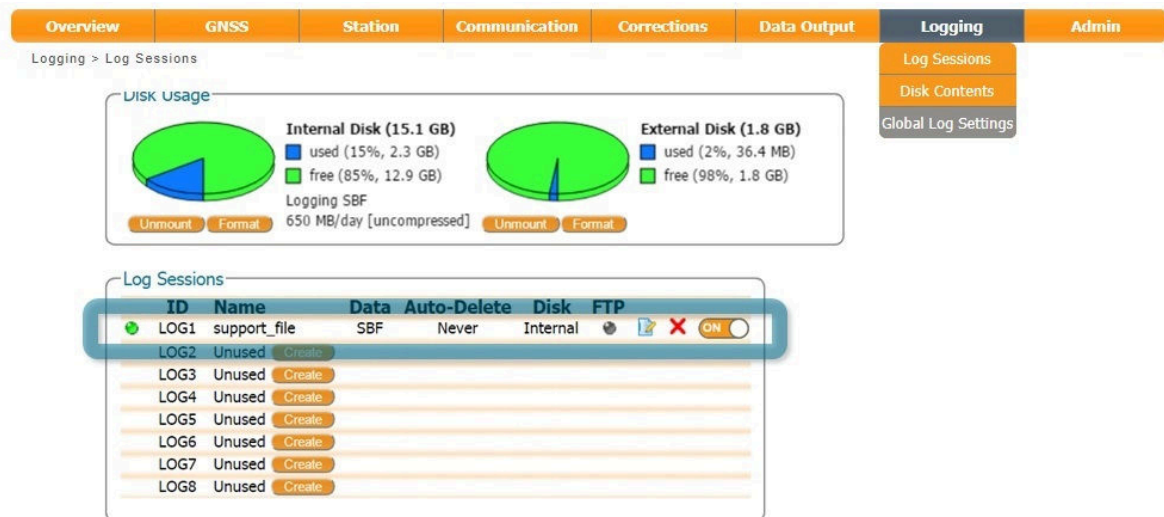 Overview GNSS Station Communication Corrections Data Output Logging Admin
Logging > Log Sessions
Log Sessions
Disk Contents
Global Log Settings
Disk Usage
Internal Disk (15.1 GB)
used (15%, 2.3 GB)
free (85%, 12.9 GB)
Logging SBF
650 MB/day [uncompressed]
Unmount Format
External Disk (1.8 GB)
used (2%, 36.4 MB)
free (98%, 1.8 GB)
Unmount Format
Log Sessions
ID Name Data Auto-Delete Disk FTP
LOG1 support_file SBF Never Internal ON
LOG2 Unused Create
LOG3 Unused Create
LOG4 Unused Create
LOG5 Unused Create
LOG6 Unused Create
LOG7 Unused Create
LOG8 Unused Create